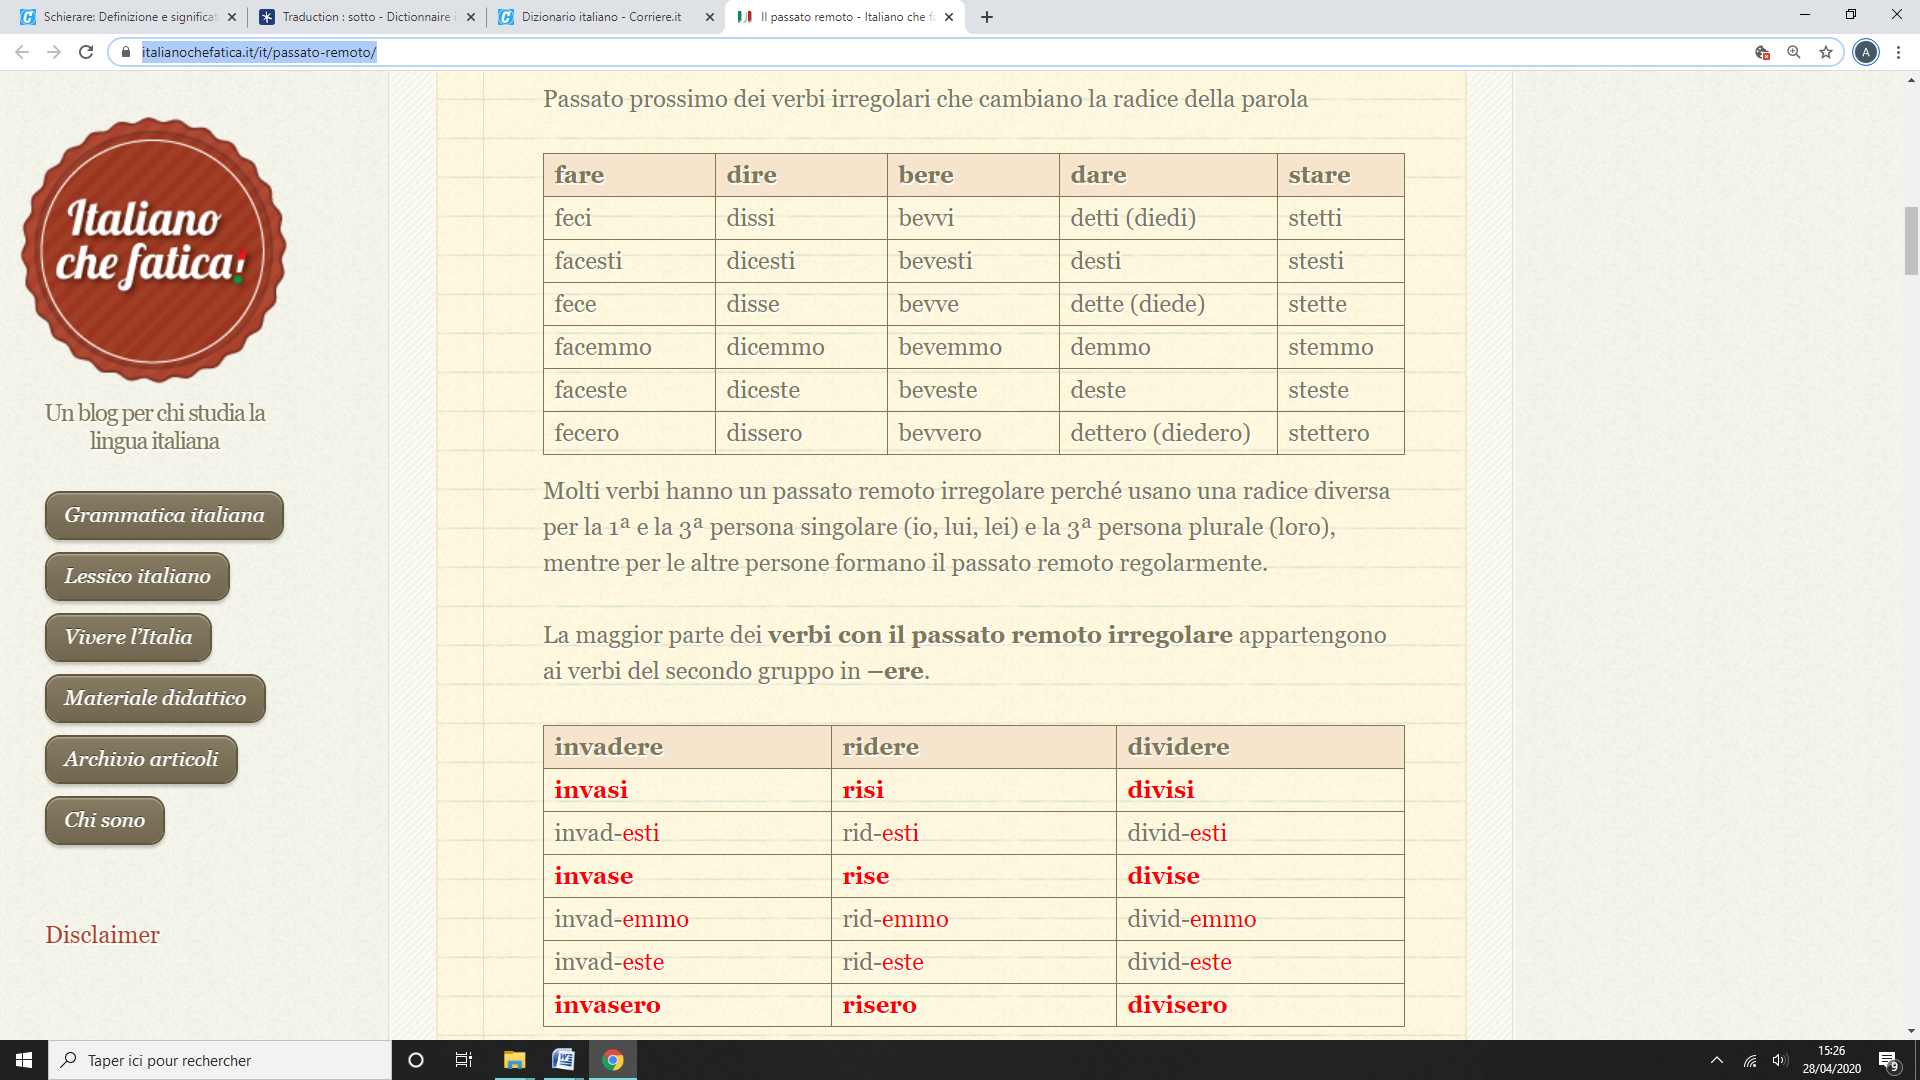 Schierare: Definizione e significat
Traduction : sotto - Dictionnaire i
Dizionario italiano - Corriere.it
Il passato remoto - Italiano che fa
italianochefatica.it/it/passato-remoto/
A
Italiano
che fatica!
Un blog per chi studia la
lingua italiana
Grammatica italiana
Lessico italiano
Vivere l'Italia
Materiale didattico
Archivio articoli
Chi sono
Disclaimer
Passato prossimo dei verbi irregolari che cambiano la radice della parola
fare dire bere dare stare
feci dissi bevvi detti (diedi) stetti
facesti dicesti bevesti desti stesti
fece disse bevve dette (diede) stette
facemmo dicemmo bevemmo demmo stemmo
faceste diceste beveste deste steste
fecero dissero bevvero dettero (diedero) stettero
Molti verbi hanno un passato remoto irregolare perché usano una radice diversa
per la 1ª e la 3ª persona singolare (io, lui, lei) e la 3ª persona plurale (loro),
mentre per le altre persone formano il passato remoto regolarmente.
La maggior parte dei verbi con il passato remoto irregolare appartengono
ai verbi del secondo gruppo in –ere.
invadere ridere dividere
invasi risi divisi
invad-esti rid-esti divid-esti
invase rise divise
invad-emmo rid-emmo divid-emmo
invad-este rid-este divid-este
invasero risero divisero
Taper ici pour rechercher
15:26
28/04/2020
9